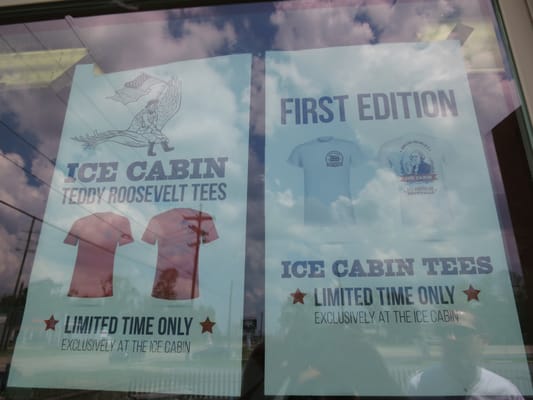 ICE CABIN
TEDDY ROOSEVELT TEES
LIMITED TIME ONLY
EXCLUSIVELY AT THE ICE CABIN
FIRST EDITION
ICE CABIN TEES
LIMITED TIME ONLY
EXCLUSIVELY AT THE ICE CABIN